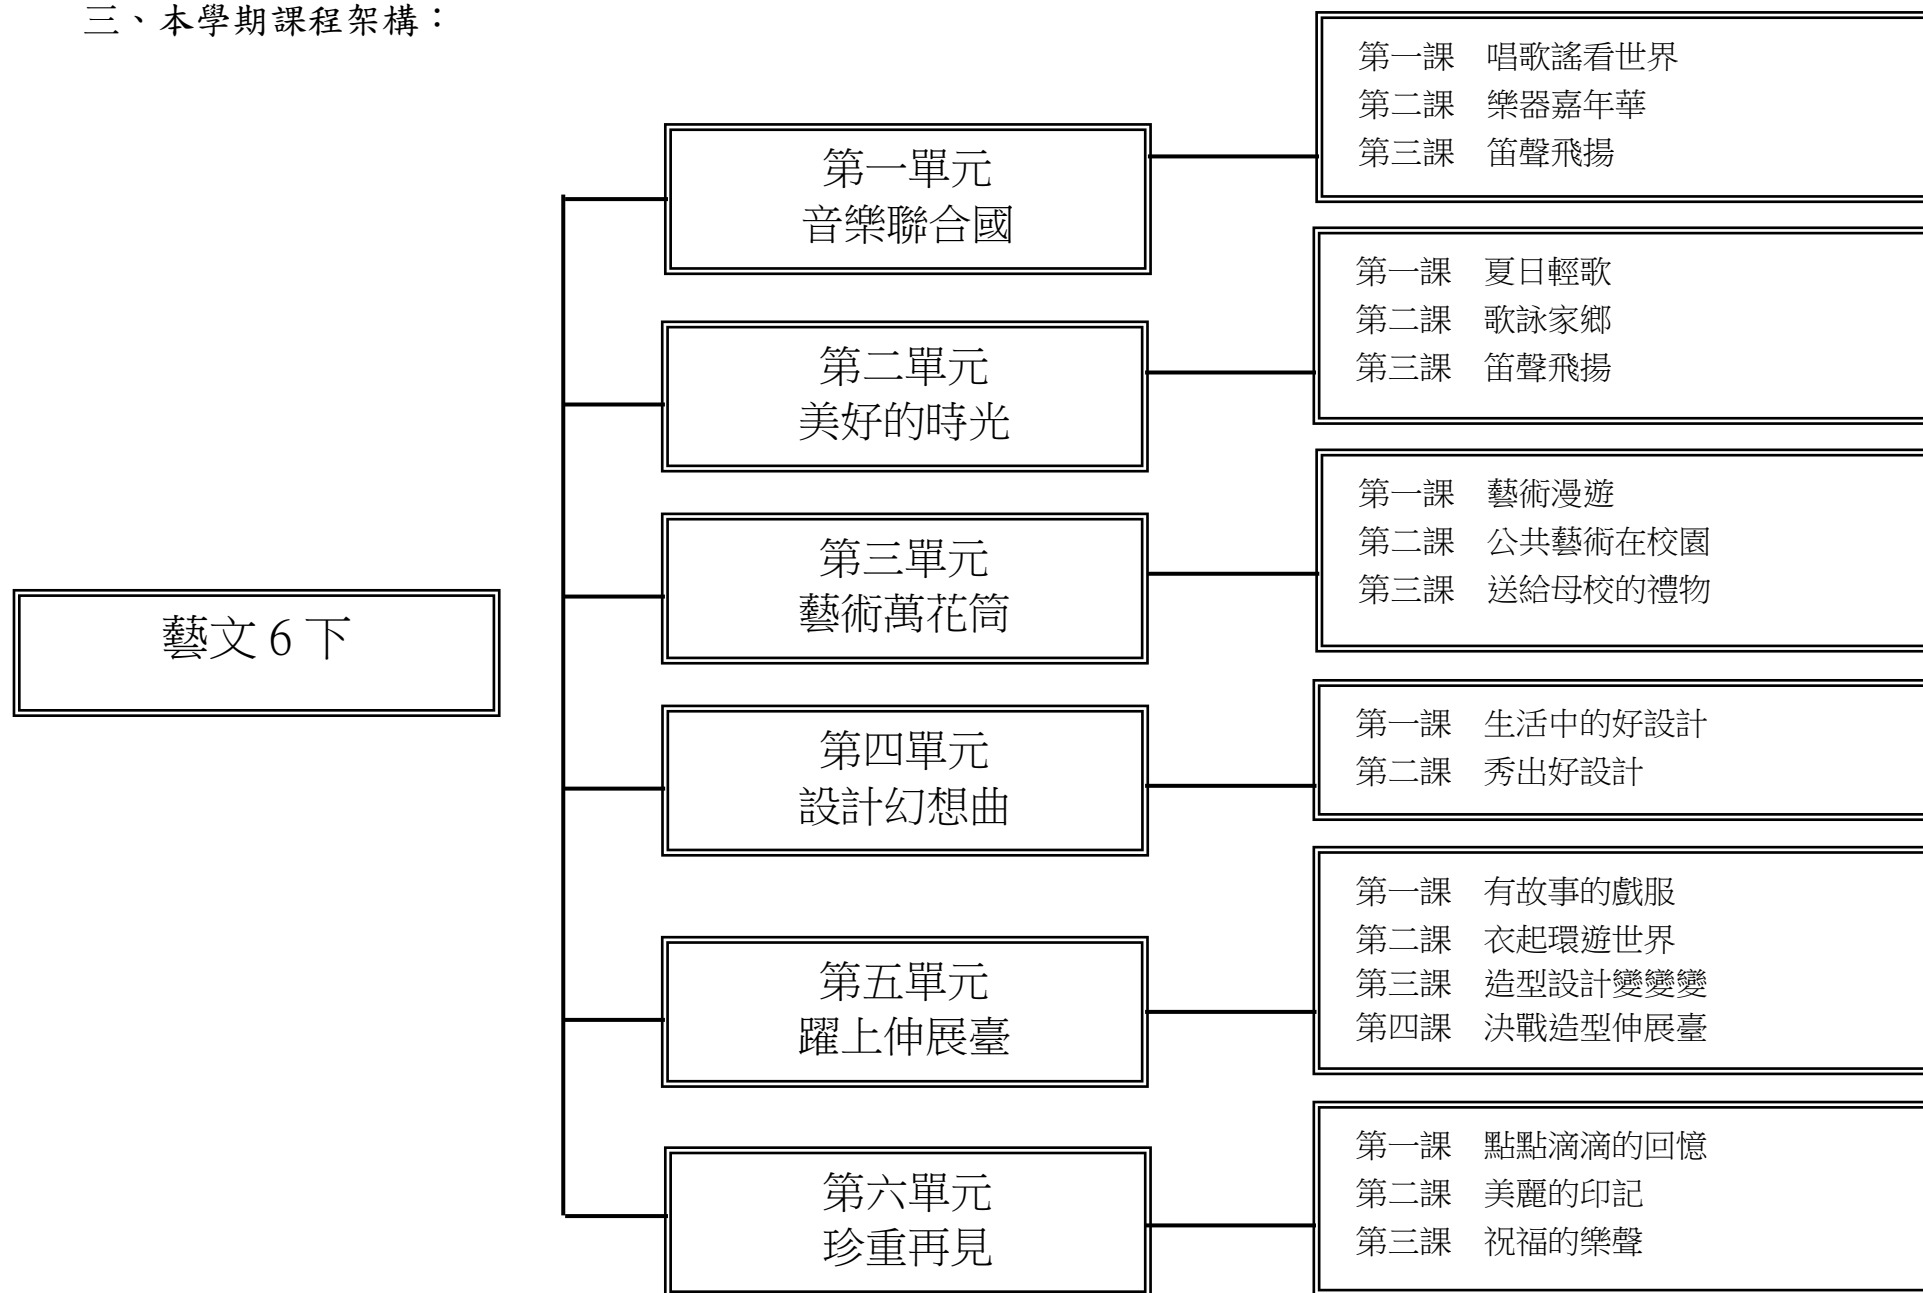 三、本學期課程架構：
藝文 6 下
第一單元
音樂聯合國
第一課　唱歌謠看世界
第二課　樂器嘉年華
第三課　笛聲飛揚
第二單元
美好的時光
第一課　夏日輕歌
第二課　歌詠家鄉
第三課　笛聲飛揚
第三單元
藝術萬花筒
第一課　藝術漫遊
第二課　公共藝術在校園
第三課　送給母校的禮物
第四單元
設計幻想曲
第一課　生活中的好設計
第二課　秀出好設計
第五單元
躍上伸展臺
第一課　有故事的戲服
第二課　衣起環遊世界
第三課　造型設計變變變
第四課　決戰造型伸展臺
第六單元
珍重再見
第一課　點點滴滴的回憶
第二課　美麗的印記
第三課　祝福的樂聲